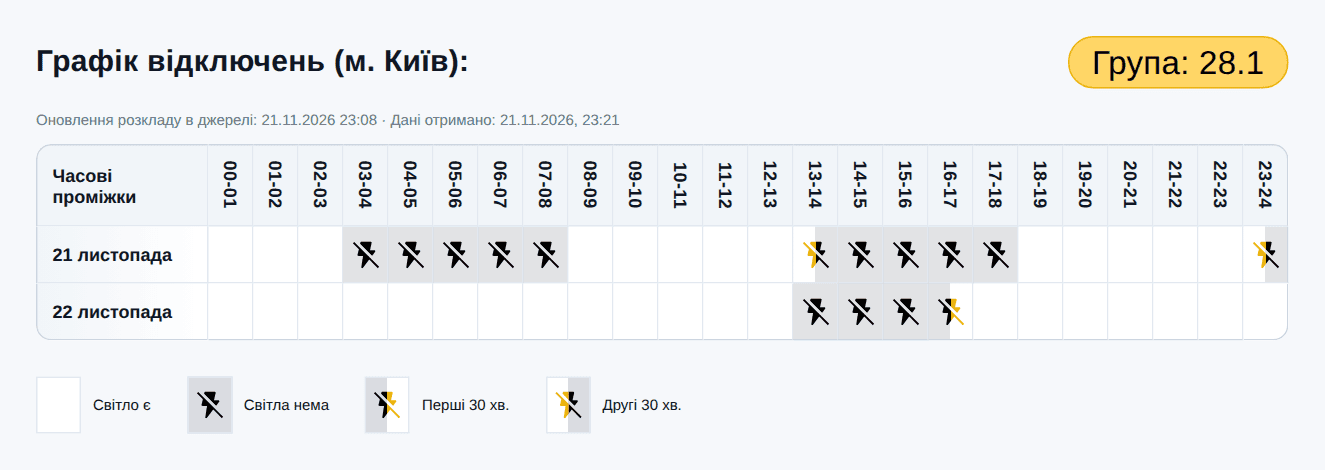 Графік відключень (м. Київ):
Група: 28.1
Оновлення розкладу в джерелі: 21.11.2026 23:08 · Дані отримано: 21.11.2026, 23:21
Часові
проміжки
00-01
01-02
02-03
03-04
04-05
05-06
06-07
07-08
08-09
09-10
10-11
11-12
12-13
13-14
14-15
15-16
16-17
17-18
18-19
19-20
20-21
21-22
22-23
23-24
21 листопада
22 листопада
Світло є
Світла нема
Перші 30 хв.
Другі 30 хв.